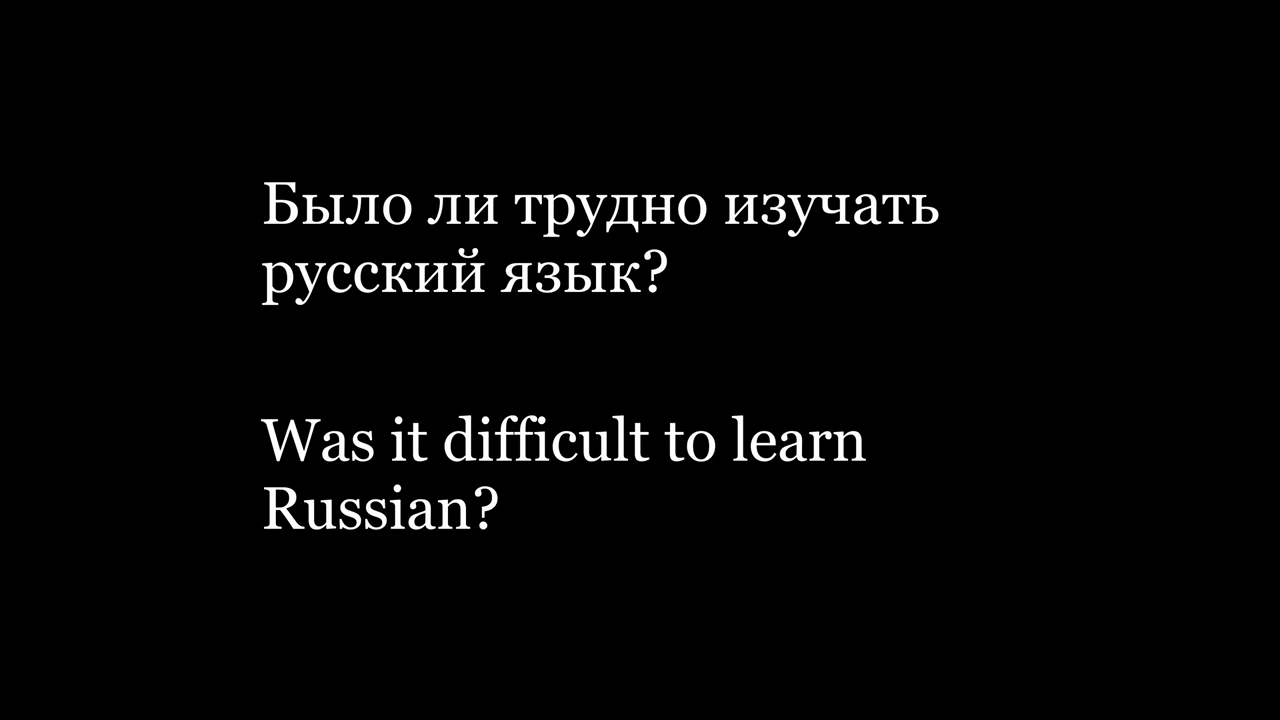 Было ли трудно изучать
русский язык?
Was it difficult to learn
Russian?